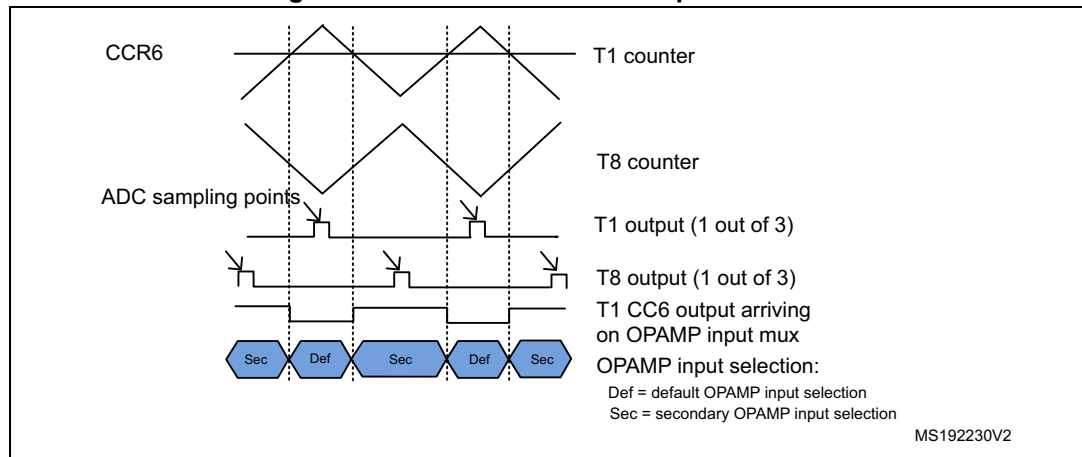 CCR6
T1 counter
T8 counter
ADC sampling points
T1 output (1 out of 3)
T8 output (1 out of 3)
T1 CC6 output arriving
on OPAMP input mux
Sec Def Sec Def Sec
OPAMP input selection:
Def = default OPAMP input selection
Sec = secondary OPAMP input selection
MS192230V2